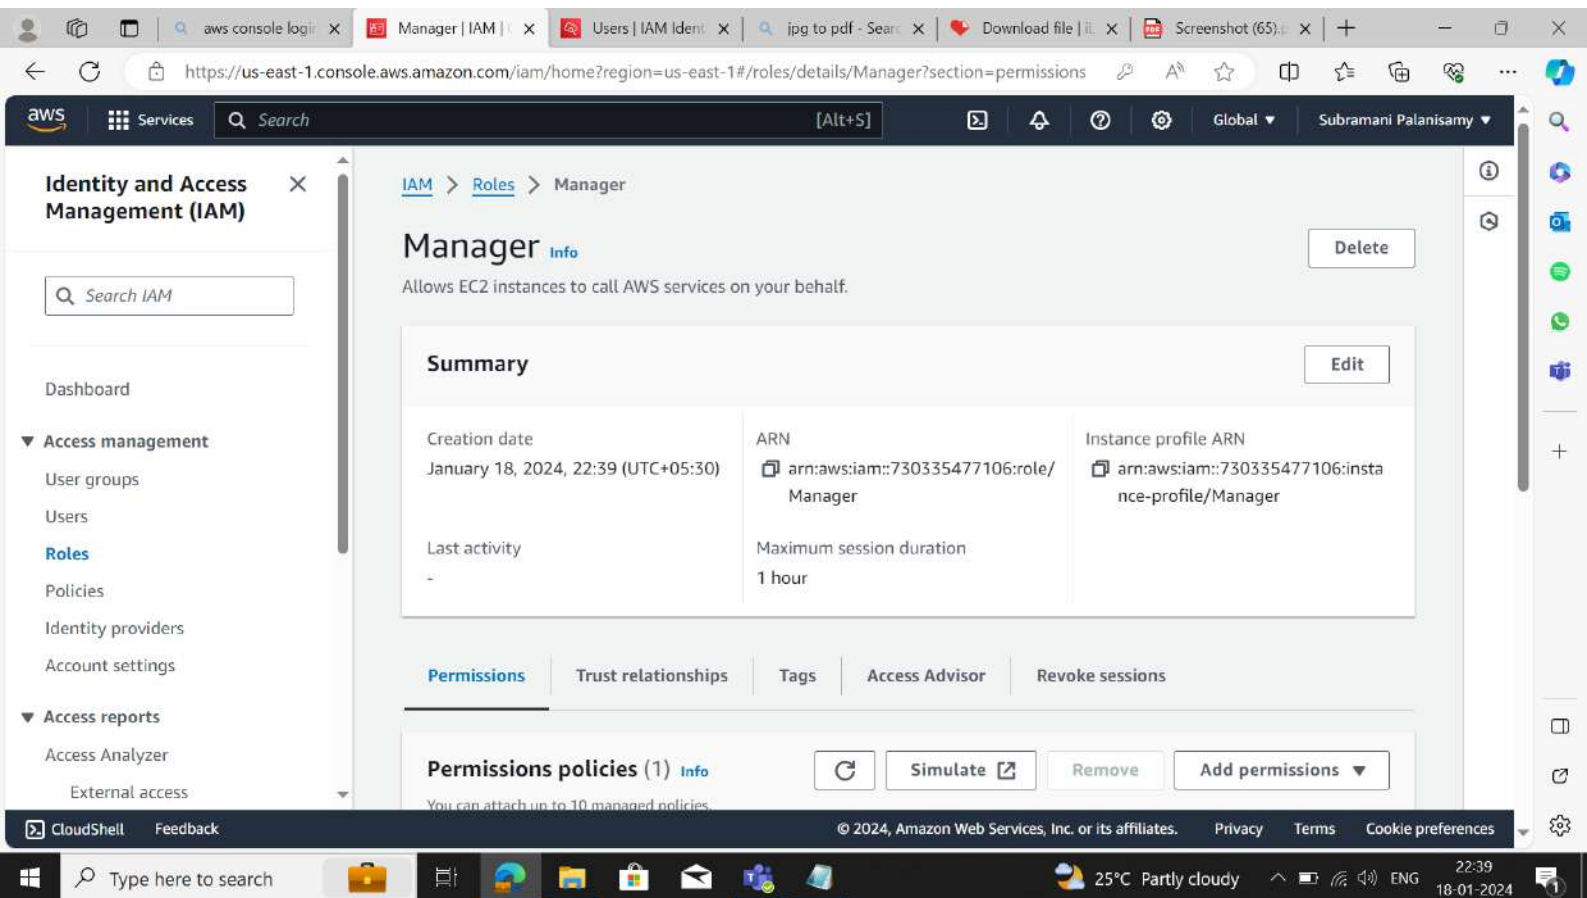 aws console login
Manager | IAM |
Users | IAM Ident
jpg to pdf - Searc
Download file | iL
Screenshot (65).p
https://us-east-1.console.aws.amazon.com/iam/home?region=us-east-1#/roles/details/Manager?section=permissions
aws
Services
Search
[Alt+S]
Global
Subramani Palanisamy
Identity and Access
Management (IAM)
Search IAM
Dashboard
Access management
User groups
Users
Roles
Policies
Identity providers
Account settings
Access reports
Access Analyzer
External access
IAM > Roles > Manager
Manager Info
Delete
Allows EC2 instances to call AWS services on your behalf.
Summary
Edit
Creation date
January 18, 2024, 22:39 (UTC+05:30)
ARN
arn:aws:iam::730335477106:role/
Manager
Instance profile ARN
arn:aws:iam::730335477106:insta
nce-profile/Manager
Last activity
-
Maximum session duration
1 hour
Permissions
Trust relationships
Tags
Access Advisor
Revoke sessions
Permissions policies (1) Info
Simulate
Remove
Add permissions
You can attach up to 10 managed policies.
CloudShell
Feedback
© 2024, Amazon Web Services, Inc. or its affiliates.
Privacy
Terms
Cookie preferences
Type here to search
25°C Partly cloudy
ENG
22:39
18-01-2024
1